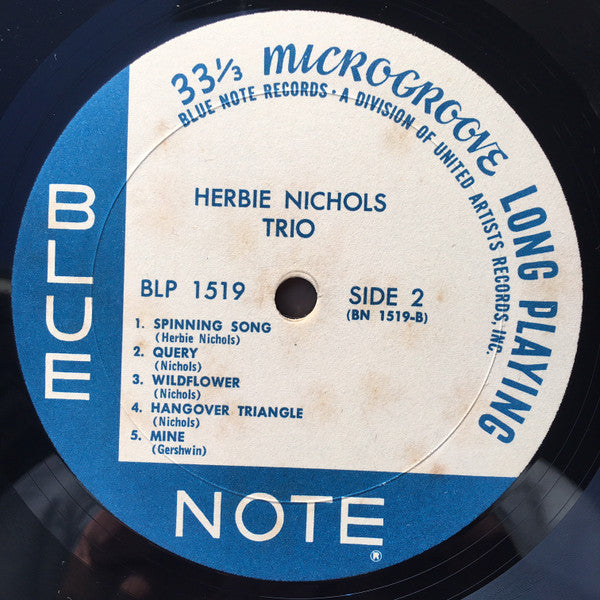 33⅓ MICROGROOVE LONG PLAYING
BLUE NOTE RECORDS • A DIVISION OF UNITED ARTISTS RECORDS, INC.
HERBIE NICHOLS
TRIO
BLP 1519
SIDE 2
(BN 1519-B)
1. SPINNING SONG
(Herbie Nichols)
2. QUERY
(Nichols)
3. WILDFLOWER
(Nichols)
4. HANGOVER TRIANGLE
(Nichols)
5. MINE
(Gershwin)
BLUE
NOTE®